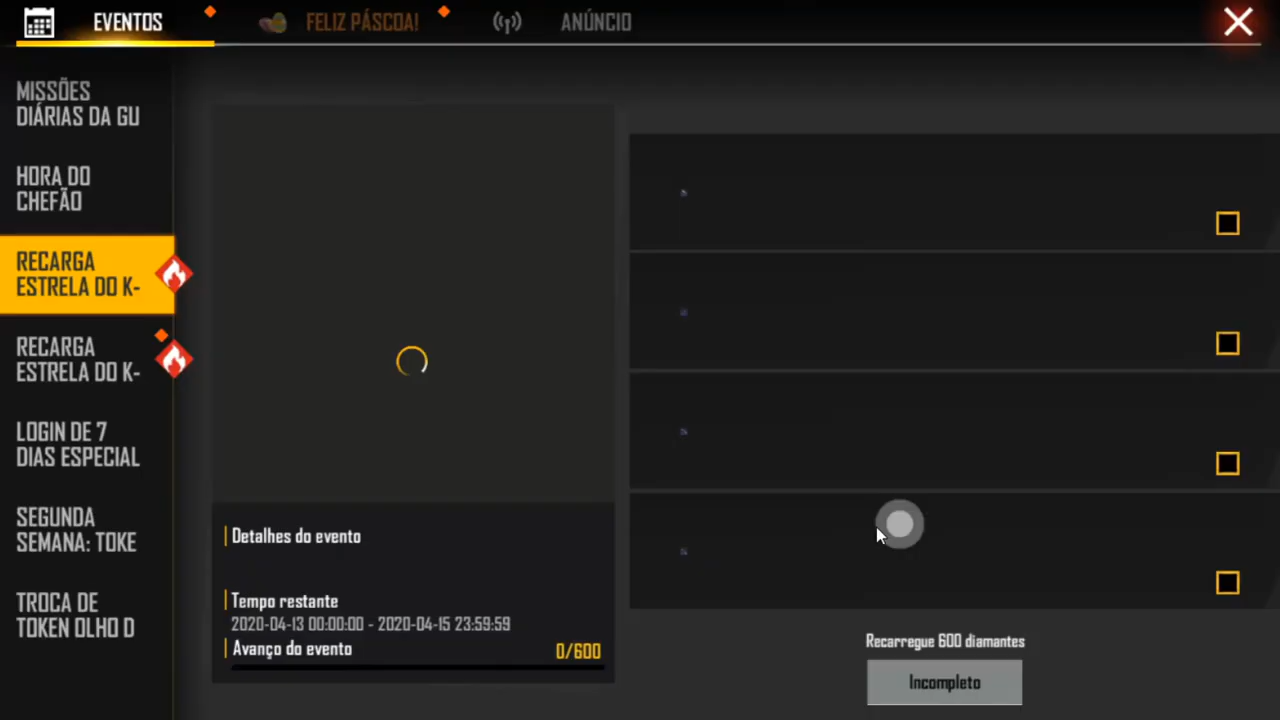 EVENTOS
FELIZ PÁSCOA!
ANÚNCIO
MISSÕES
DIÁRIAS DA GU
HORA DO
CHEFÃO
RECARGA
ESTRELA DO K-
RECARGA
ESTRELA DO K-
LOGIN DE 7
DIAS ESPECIAL
SEGUNDA
SEMANA: TOKE
TROCA DE
TOKEN OLHO D
Detalhes do evento
Tempo restante
2020-04-13 00:00:00 - 2020-04-15 23:59:59
Avanço do evento
0/600
Recarregue 600 diamantes
Incompleto